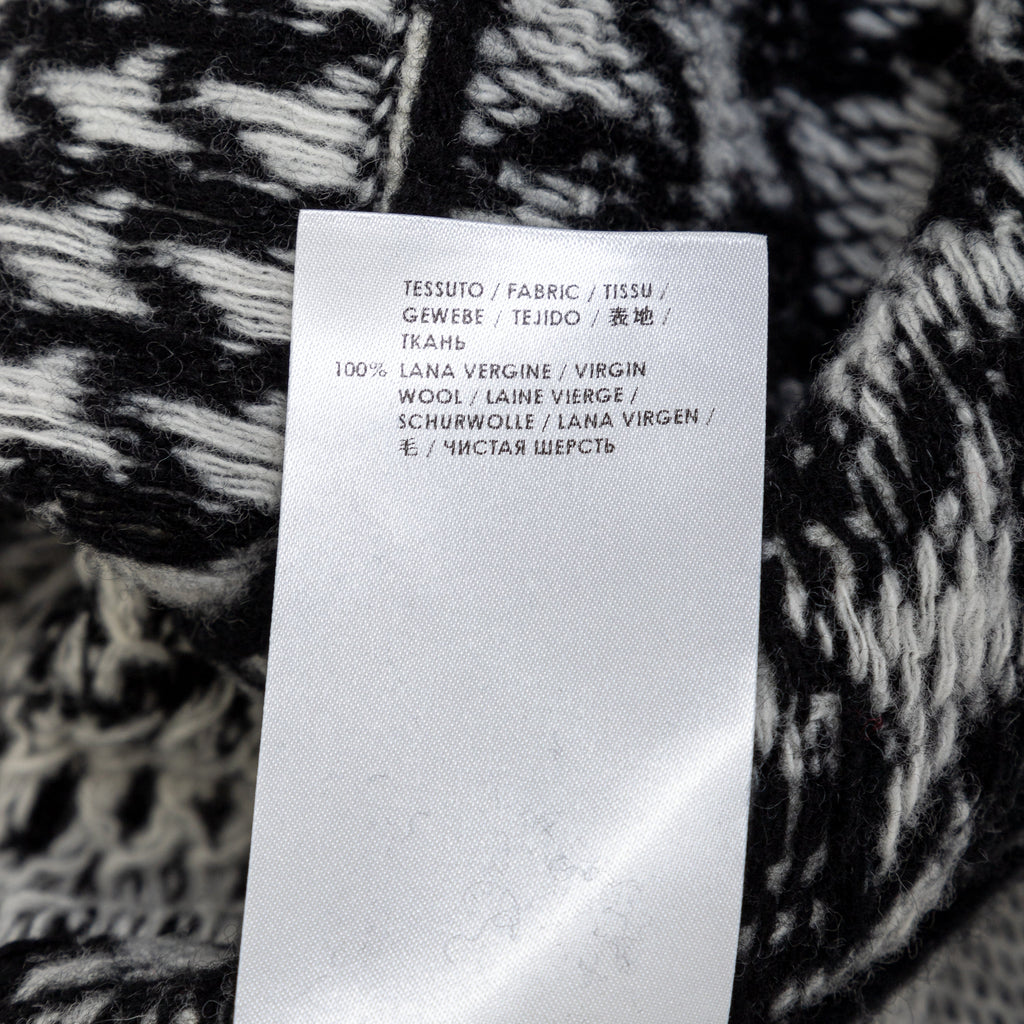 TESSUTO / FABRIC / TISSU /
GEWEBE / TEJIDO / 表地 /
ТКАНЬ
100% LANA VERGINE / VIRGIN
WOOL / LAINE VIERGE /
SCHURWOLLE / LANA VIRGEN /
毛 / ЧИСТАЯ ШЕРСТЬ